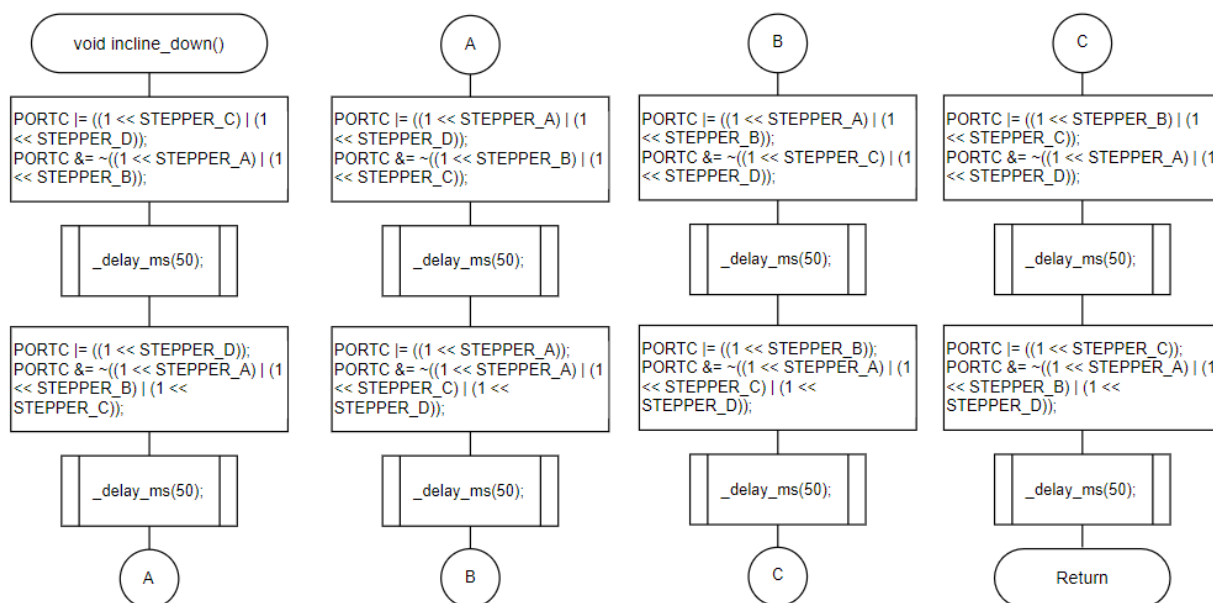 void incline_down()
PORTC |= ((1 << STEPPER_C) | (1
<< STEPPER_D));
PORTC &= ~((1 << STEPPER_A) | (1
<< STEPPER_B));
_delay_ms(50);
PORTC |= ((1 << STEPPER_D));
PORTC &= ~((1 << STEPPER_A) | (1
<< STEPPER_B) | (1 <<
STEPPER_C));
_delay_ms(50);
A
A
PORTC |= ((1 << STEPPER_A) | (1
<< STEPPER_D));
PORTC &= ~((1 << STEPPER_B) | (1
<< STEPPER_C));
_delay_ms(50);
PORTC |= ((1 << STEPPER_A));
PORTC &= ~((1 << STEPPER_A) | (1
<< STEPPER_C) | (1 <<
STEPPER_D));
_delay_ms(50);
B
B
PORTC |= ((1 << STEPPER_A) | (1
<< STEPPER_B));
PORTC &= ~((1 << STEPPER_C) | (1
<< STEPPER_D));
_delay_ms(50);
PORTC |= ((1 << STEPPER_B));
PORTC &= ~((1 << STEPPER_A) | (1
<< STEPPER_C) | (1 <<
STEPPER_D));
_delay_ms(50);
C
C
PORTC |= ((1 << STEPPER_B) | (1
<< STEPPER_C));
PORTC &= ~((1 << STEPPER_A) | (1
<< STEPPER_D));
_delay_ms(50);
PORTC |= ((1 << STEPPER_C));
PORTC &= ~((1 << STEPPER_A) | (1
<< STEPPER_B) | (1 <<
STEPPER_D));
_delay_ms(50);
Return